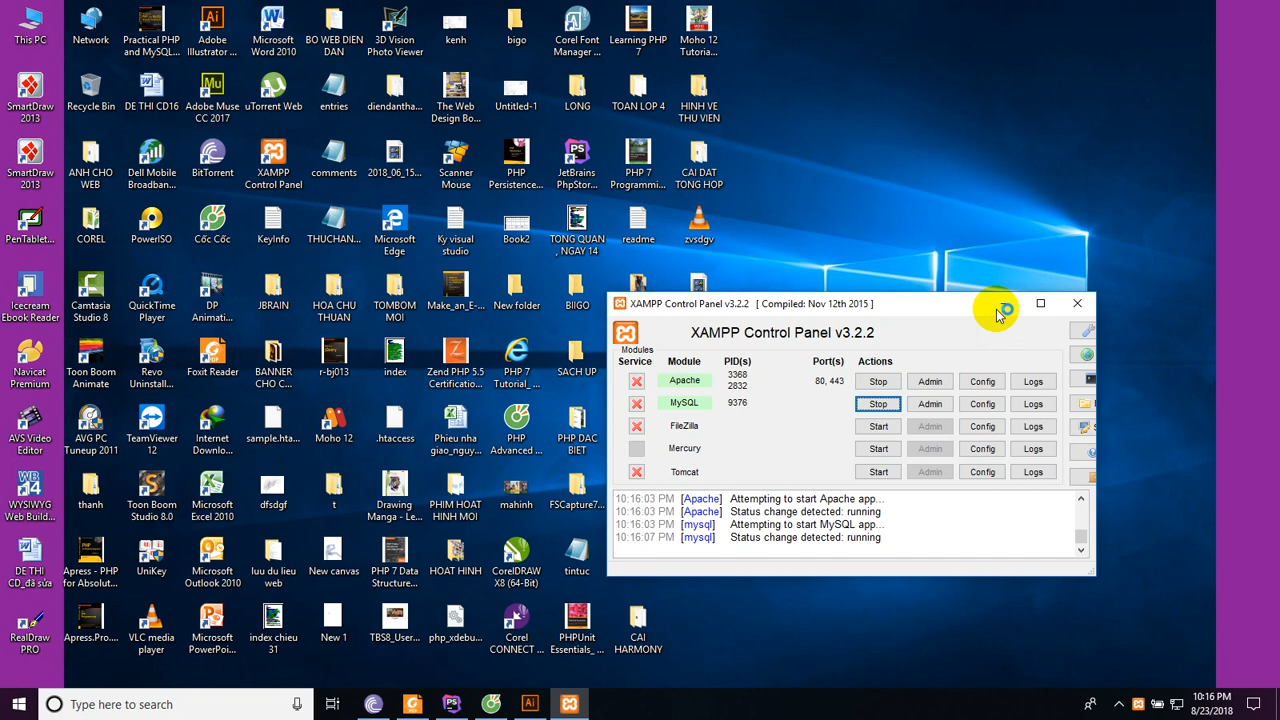 This PC
Network
Practical PHP
and MySQL...
Adobe
Illustrator ...
Microsoft
Word 2010
BO WEB DIEN
DAN
3D Vision
Photo Viewer
kenh
bigo
Corel Font
Manager ...
Learning PHP
7
Moho 12
Tutoria...
SmartDraw
2013
Recycle Bin
DE THI CD16
Adobe Muse
CC 2017
uTorrent Web
entries
diendantha...
The Web
Design Bo...
Untitled-1
LONG
TOAN LOP 4
HINH VE
THU VIEN
SmartDraw
2013
ANH CHO
WEB
Dell Mobile
Broadban...
BitTorrent
XAMPP
Control Panel
comments
2018_06_15...
Scanner
Mouse
PHP
Persistence...
JetBrains
PhpStor...
PHP 7
Programmi...
CAI DAT
TONG HOP
PenTablet...
COREL
PowerISO
Cốc Cốc
KeyInfo
THUCHAN...
Microsoft
Edge
Ky visual
studio
Book2
TONG QUAN
, NGAY 14
readme
zvsdgv
Icecream
Ebook Reader
Camtasia
Studio 8
QuickTime
Player
DP
Animati...
JBRAIN
HOA CHU
THUAN
TOMBOM
MOI
Make_an_E-...
New folder
BIIGO
XAMPP Control Panel v3.2.2 [ Compiled: Nov 12th 2015 ]
XAMPP Control Panel v3.2.2
Modules
Service Module PID(s) Port(s) Actions
Apache 3368
2832 80, 443 Stop Admin Config Logs
MySQL 9376 Stop Admin Config Logs
FileZilla Start Admin Config Logs
Mercury Start Admin Config Logs
Tomcat Start Admin Config Logs
10:16:03 PM [Apache] Attempting to start Apache app...
10:16:03 PM [Apache] Status change detected: running
10:16:03 PM [mysql] Attempting to start MySQL app...
10:16:07 PM [mysql] Status change detected: running
Navicat
Premium
Toon Boom
Animate
Revo
Uninstall...
Foxit Reader
BANNER
CHO C...
r-bj013
index
Zend PHP 5.5
Certificatio...
PHP 7
Tutorial_ ...
SACH UP
AVS Video
Editor
AVG PC
Tuneup 2011
TeamViewer
12
Internet
Downlo...
sample.hta...
Moho 12
.htaccess
Phieu nha
giao_nguy...
PHP
Advanced ...
PHP DAC
BIET
WYSIWYG
Web Build...
thanh
Toon Boom
Studio 8.0
Microsoft
Excel 2010
dfsdgf
t
Drawing
Manga - Le...
PHIM HOAT
HINH MOI
mahinh
FSCapture7...
DE THI
CD_đã sửa
Apress - PHP
for Absolut...
UniKey
Microsoft
Outlook 2010
luu du lieu
web
New canvas
PHP 7 Data
Structure...
HOAT HINH
CorelDRAW
X8 (64-Bit)
tintuc
RealDraw
PRO
Apress.Pro....
VLC media
player
Microsoft
PowerPoi...
index chieu
31
New 1
TBS8_User...
php_xdebu...
Corel
CONNECT ...
PHPUnit
Essentials_ ...
CAI
HARMONY
Type here to search
10:16 PM
8/23/2018